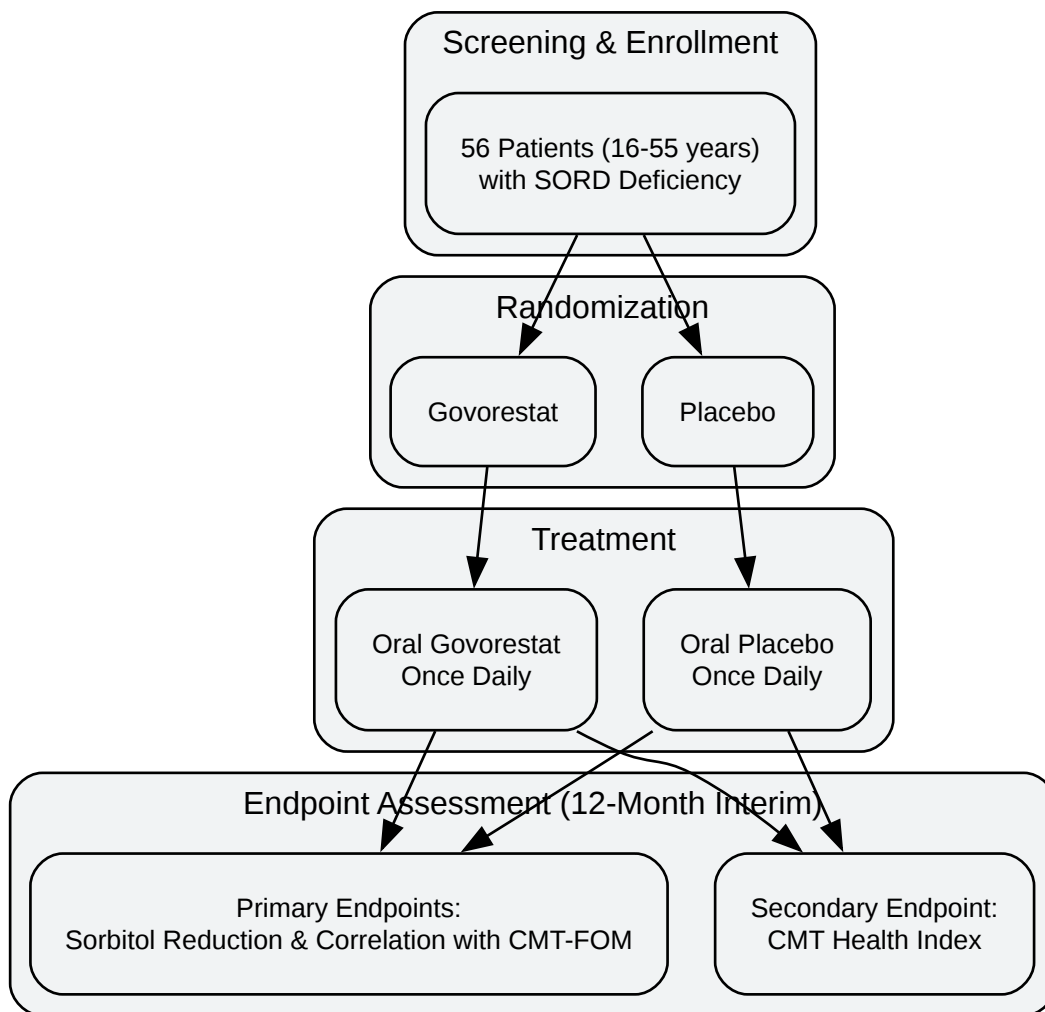 Screening & Enrollment
56 Patients (16-55 years)
with SORD Deficiency
Randomization
Govorestat
Placebo
Treatment
Oral Govorestat
Once Daily
Oral Placebo
Once Daily
Endpoint Assessment (12-Month Interim)
Primary Endpoints:
Sorbitol Reduction & Correlation with CMT-FOM
Secondary Endpoint:
CMT Health Index